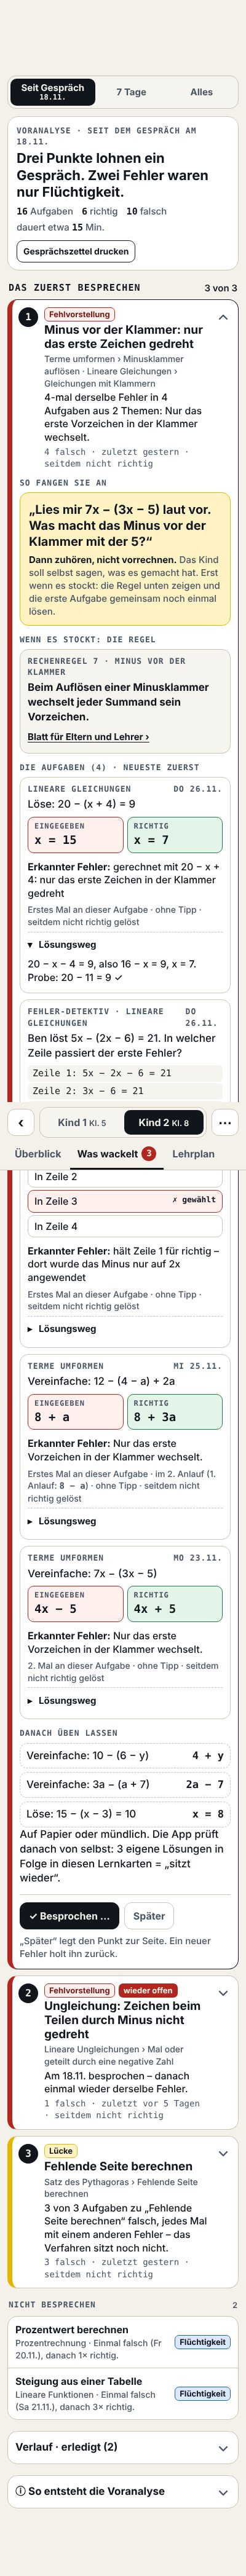 Seit Gespräch
18.11.
7 Tage
Alles
VORANALYSE · SEIT DEM GESPRÄCH AM
18.11.
Drei Punkte lohnen ein
Gespräch. Zwei Fehler waren
nur Flüchtigkeit.
16 Aufgaben 6 richtig 10 falsch
dauert etwa 15 Min.
Gesprächszettel drucken
DAS ZUERST BESPRECHEN
3 von 3
1
Fehlvorstellung
Minus vor der Klammer: nur
das erste Zeichen gedreht
Terme umformen › Minusklammer
auflösen · Lineare Gleichungen ›
Gleichungen mit Klammern
4-mal derselbe Fehler in 4
Aufgaben aus 2 Themen: Nur das
erste Vorzeichen in der Klammer
wechselt.
4 falsch · zuletzt gestern ·
seitdem nicht richtig
SO FANGEN SIE AN
„Lies mir 7x − (3x − 5) laut vor.
Was macht das Minus vor der
Klammer mit der 5?“
Dann zuhören, nicht vorrechnen. Das Kind
soll selbst sagen, was es gemacht hat. Erst
wenn es stockt: die Regel unten zeigen und
die erste Aufgabe gemeinsam noch einmal
lösen.
WENN ES STOCKT: DIE REGEL
RECHENREGEL 7 · MINUS VOR DER
KLAMMER
Beim Auflösen einer Minusklammer
wechselt jeder Summand sein
Vorzeichen.
Blatt für Eltern und Lehrer ›
DIE AUFGABEN (4) · NEUESTE ZUERST
LINEARE GLEICHUNGEN
DO 26.11.
Löse: 20 − (x + 4) = 9
EINGEGEBEN
x = 15
RICHTIG
x = 7
Erkannter Fehler: gerechnet mit 20 − x +
4: nur das erste Zeichen in der Klammer
gedreht
Erstes Mal an dieser Aufgabe · ohne Tipp ·
seitdem nicht richtig gelöst
▼ Lösungsweg
20 − x − 4 = 9, also 16 − x = 9, x = 7.
Probe: 20 − 11 = 9 ✓
FEHLER-DETEKTIV · LINEARE
GLEICHUNGEN
DO
26.11.
Ben löst 5x − (2x − 6) = 21. In welcher
Zeile passiert der erste Fehler?
Zeile 1: 5x − 2x − 6 = 21
Zeile 2: 3x − 6 = 21
‹
Kind 1 Kl. 5
Kind 2 Kl. 8
⋯
Überblick
Was wackelt 3
Lehrplan
In Zeile 2
In Zeile 3
✗ gewählt
In Zeile 4
Erkannter Fehler: hält Zeile 1 für richtig –
dort wurde das Minus nur auf 2x
angewendet
Erstes Mal an dieser Aufgabe · ohne Tipp ·
seitdem nicht richtig gelöst
▶ Lösungsweg
TERME UMFORMEN
MI 25.11.
Vereinfache: 12 − (4 − a) + 2a
EINGEGEBEN
8 + a
RICHTIG
8 + 3a
Erkannter Fehler: Nur das erste
Vorzeichen in der Klammer wechselt.
Erstes Mal an dieser Aufgabe · im 2. Anlauf (1.
Anlauf: 8 − a) · ohne Tipp · seitdem nicht
richtig gelöst
▶ Lösungsweg
TERME UMFORMEN
MO 23.11.
Vereinfache: 7x − (3x − 5)
EINGEGEBEN
4x − 5
RICHTIG
4x + 5
Erkannter Fehler: Nur das erste
Vorzeichen in der Klammer wechselt.
2. Mal an dieser Aufgabe · ohne Tipp · seitdem
nicht richtig gelöst
▶ Lösungsweg
DANACH ÜBEN LASSEN
Vereinfache: 10 − (6 − y)
4 + y
Vereinfache: 3a − (a + 7)
2a − 7
Löse: 15 − (x − 3) = 10
x = 8
Auf Papier oder mündlich. Die App prüft
danach von selbst: 3 eigene Lösungen in
Folge in diesen Lernkarten = „sitzt
wieder“.
✓ Besprochen …
Später
„Später“ legt den Punkt zur Seite. Ein neuer
Fehler holt ihn zurück.
2
Fehlvorstellung
wieder offen
Ungleichung: Zeichen beim
Teilen durch Minus nicht
gedreht
Lineare Ungleichungen › Mal oder
geteilt durch eine negative Zahl
Am 18.11. besprochen – danach
einmal wieder derselbe Fehler.
1 falsch · zuletzt vor 5 Tagen
· seitdem nicht richtig
3
Lücke
Fehlende Seite berechnen
Satz des Pythagoras › Fehlende Seite
berechnen
3 von 3 Aufgaben zu „Fehlende
Seite berechnen“ falsch, jedes Mal
mit einem anderen Fehler – das
Verfahren sitzt noch nicht.
3 falsch · zuletzt gestern ·
seitdem nicht richtig
NICHT BESPRECHEN
2
Prozentwert berechnen
Prozentrechnung · Einmal falsch (Fr
20.11.), danach 1× richtig.
Flüchtigkeit
Steigung aus einer Tabelle
Lineare Funktionen · Einmal falsch
(Sa 21.11.), danach 3× richtig.
Flüchtigkeit
Verlauf · erledigt (2)
ⓘ So entsteht die Voranalyse